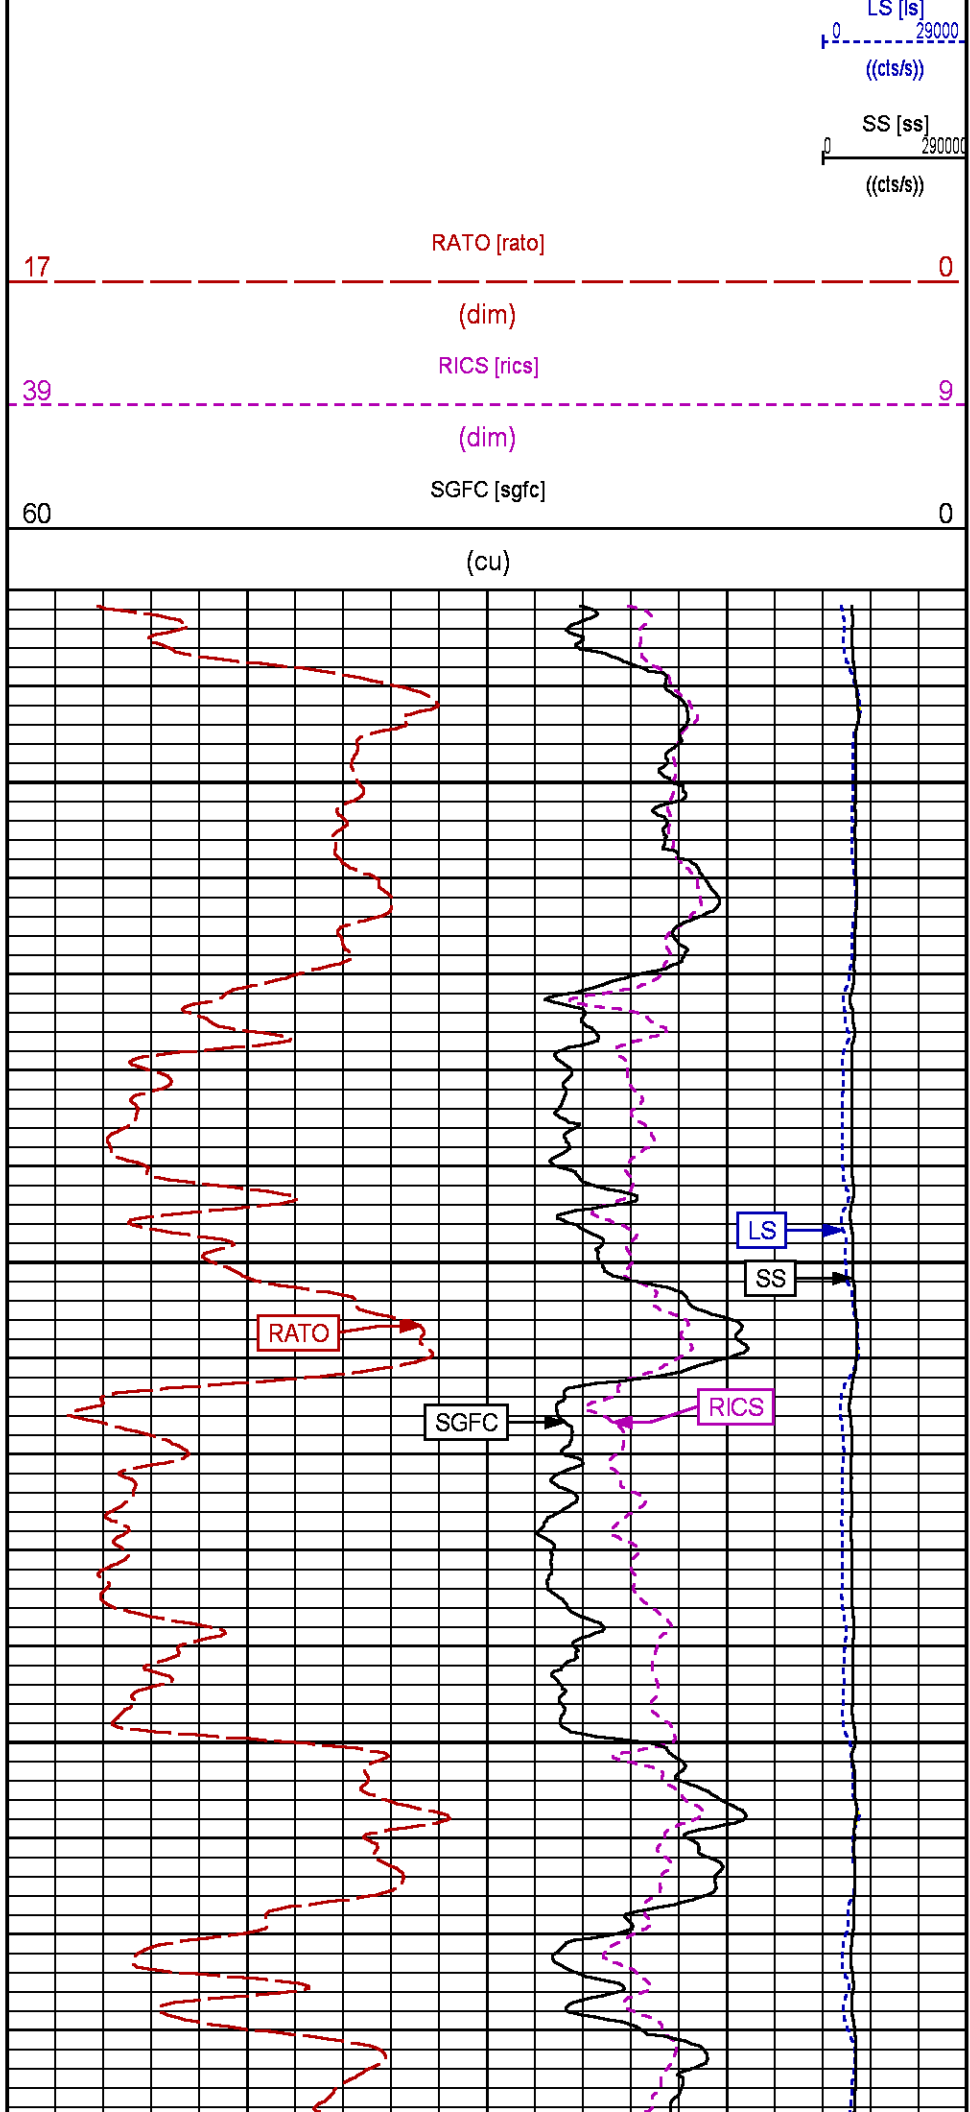 LS [ls]
0 29000
((cts/s))
SS [ss]
0 290000
((cts/s))
RATO [rato]
17 0
(dim)
RICS [rics]
39 9
(dim)
SGFC [sgfc]
60 0
(cu)
LS
SS
RATO
RICS
SGFC